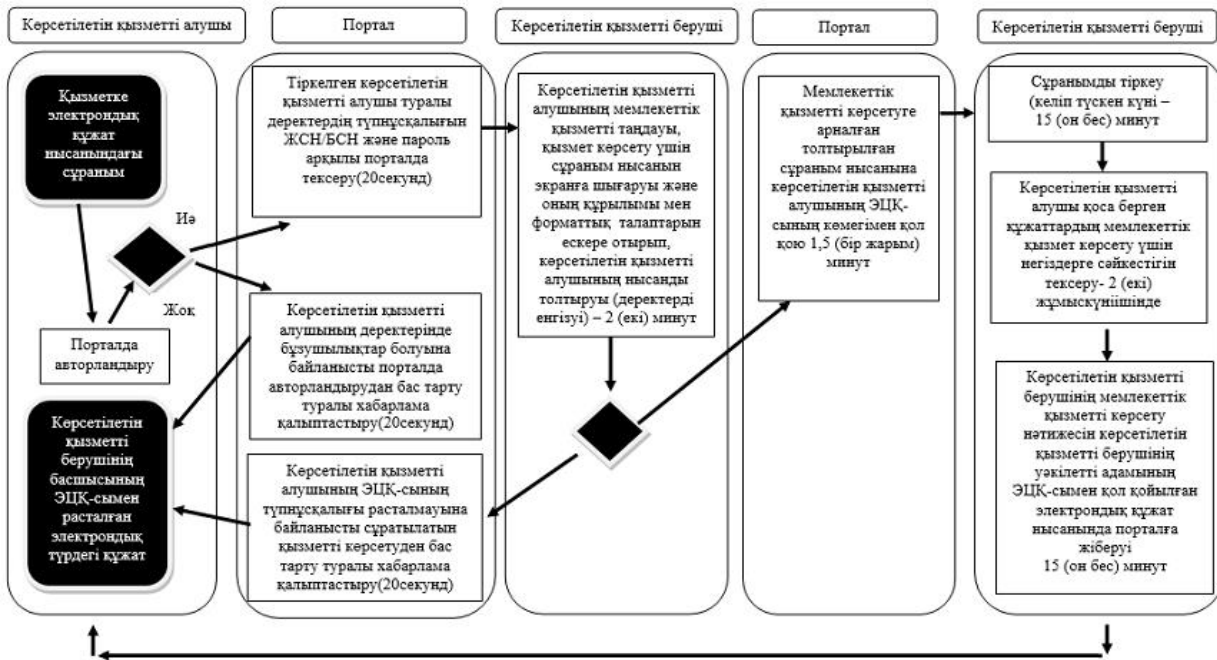 Көрсетілетін қызметті алушы
Портал
Көрсетілетін қызметті беруші
Портал
Көрсетілетін қызметті беруші
Қызметке
электрондық
құжат
нысанындағы
сұраным
Иә
Жоқ
Порталда
авторландыру
Көрсетілетін
қызметті
берушінің
басшысының
ЭЦҚ-сымен
расталған
электрондық
түрдегі құжат
Тіркелген көрсетілетін
қызметті алушы туралы
деректердің түпнұсқалығын
ЖСН/БСН және пароль
арқылы порталда
тексеру(20секунд)
Көрсетілетін қызметті
алушының деректерінде
бұзушылықтар болуына
байланысты порталда
авторландырудан бас тарту
туралы хабарлама
қалыптастыру(20секунд)
Көрсетілетін қызметті
алушының ЭЦҚ-сының
түпнұсқалығы расталмауына
байланысты сұратылатын
қызметті көрсетуден бас
тарту туралы хабарлама
қалыптастыру(20секунд)
Көрсетілетін қызметті
алушының мемлекеттік
қызметті таңдауы,
қызмет көрсету үшін
сұраным нысанын
экранға шығаруы және
оның құрылымы мен
форматтық талаптарын
ескере отырып,
көрсетілетін қызметті
алушының нысанды
толтыруы (деректерді
енгізуі) – 2 (екі) минут
Мемлекеттік
қызметті көрсетуге
арналған
толтырылған
сұраным нысанына
көрсетілетін қызметті
алушының ЭЦҚ-
сының көмегімен қол
қою 1,5 (бір жарым)
минут
Сұранымды тіркеу
(келіп түскен күні –
15 (он бес) минут
Көрсетілетін қызметті
алушы қоса берген
құжаттардың мемлекеттік
қызмет көрсету үшін
негіздерге сәйкестігін
тексеру- 2 (екі)
жұмыскүніішінде
Көрсетілетін қызметті
берушінің мемлекеттік
қызметті көрсету
нәтижесін көрсетілетін
қызметті берушінің
уәкілетті адамының
ЭЦҚ-сымен қол қойылған
электрондық құжат
нысанында порталға
жіберуі
15 (он бес) минут